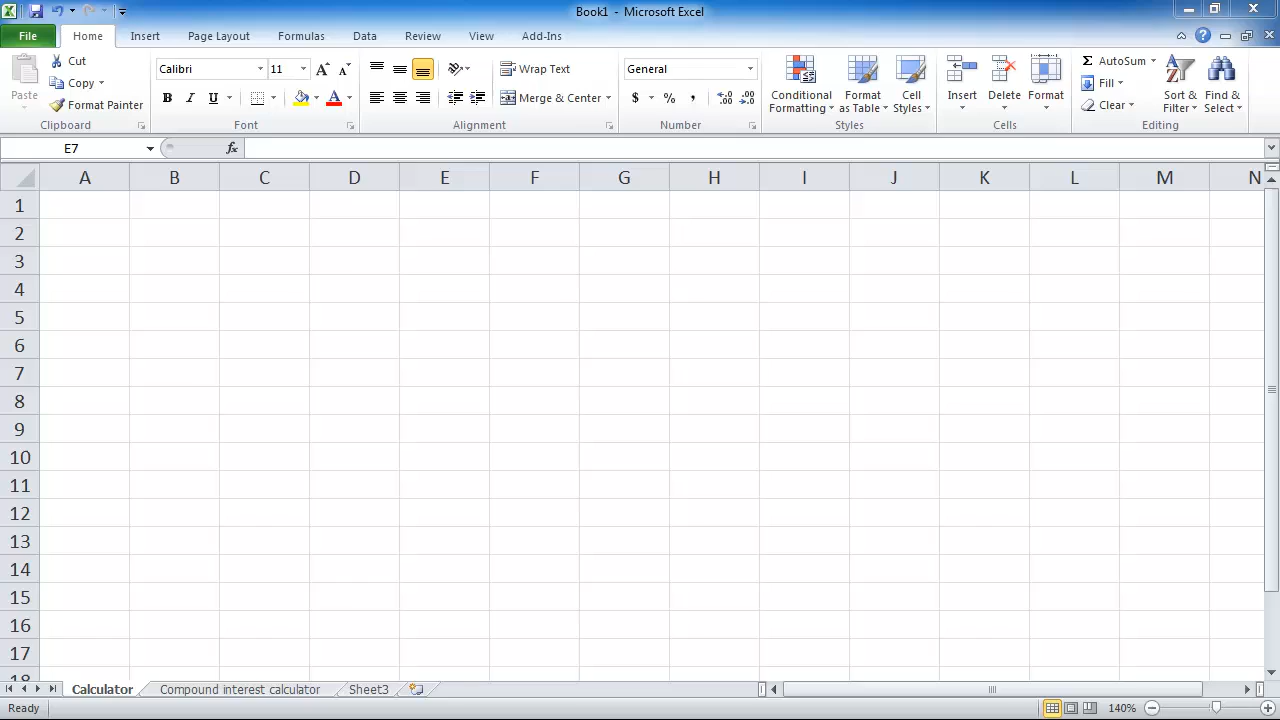 Book1 - Microsoft Excel
File Home Insert Page Layout Formulas Data Review View Add-Ins
Paste
Cut
Copy
Format Painter
Clipboard
Calibri 11
B I U A
Font
Wrap Text
Merge & Center
Alignment
General
$ % ,
Number
Conditional Formatting
Format as Table
Cell Styles
Styles
Insert
Delete
Format
Cells
Σ AutoSum
Fill
Clear
Sort & Filter
Find & Select
Editing
E7 fx
A B C D E F G H I J K L M N
1
2
3
4
5
6
7
8
9
10
11
12
13
14
15
16
17
18
Calculator Compound interest calculator Sheet3
Ready 140%